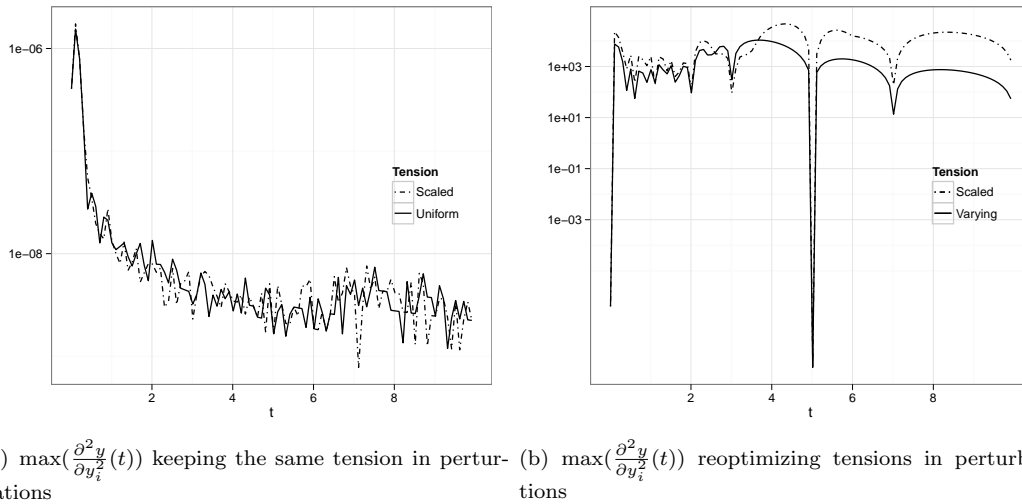 1e−06
1e−08
Tension
Scaled
Uniform
2 4 6 8
t
1e+03
1e+01
1e−01
1e−03
Tension
Scaled
Varying
2 4 6 8
t
) max(∂²y/∂y_i²(t)) keeping the same tension in pertur-
ations
(b) max(∂²y/∂y_i²(t)) reoptimizing tensions in perturb
tions